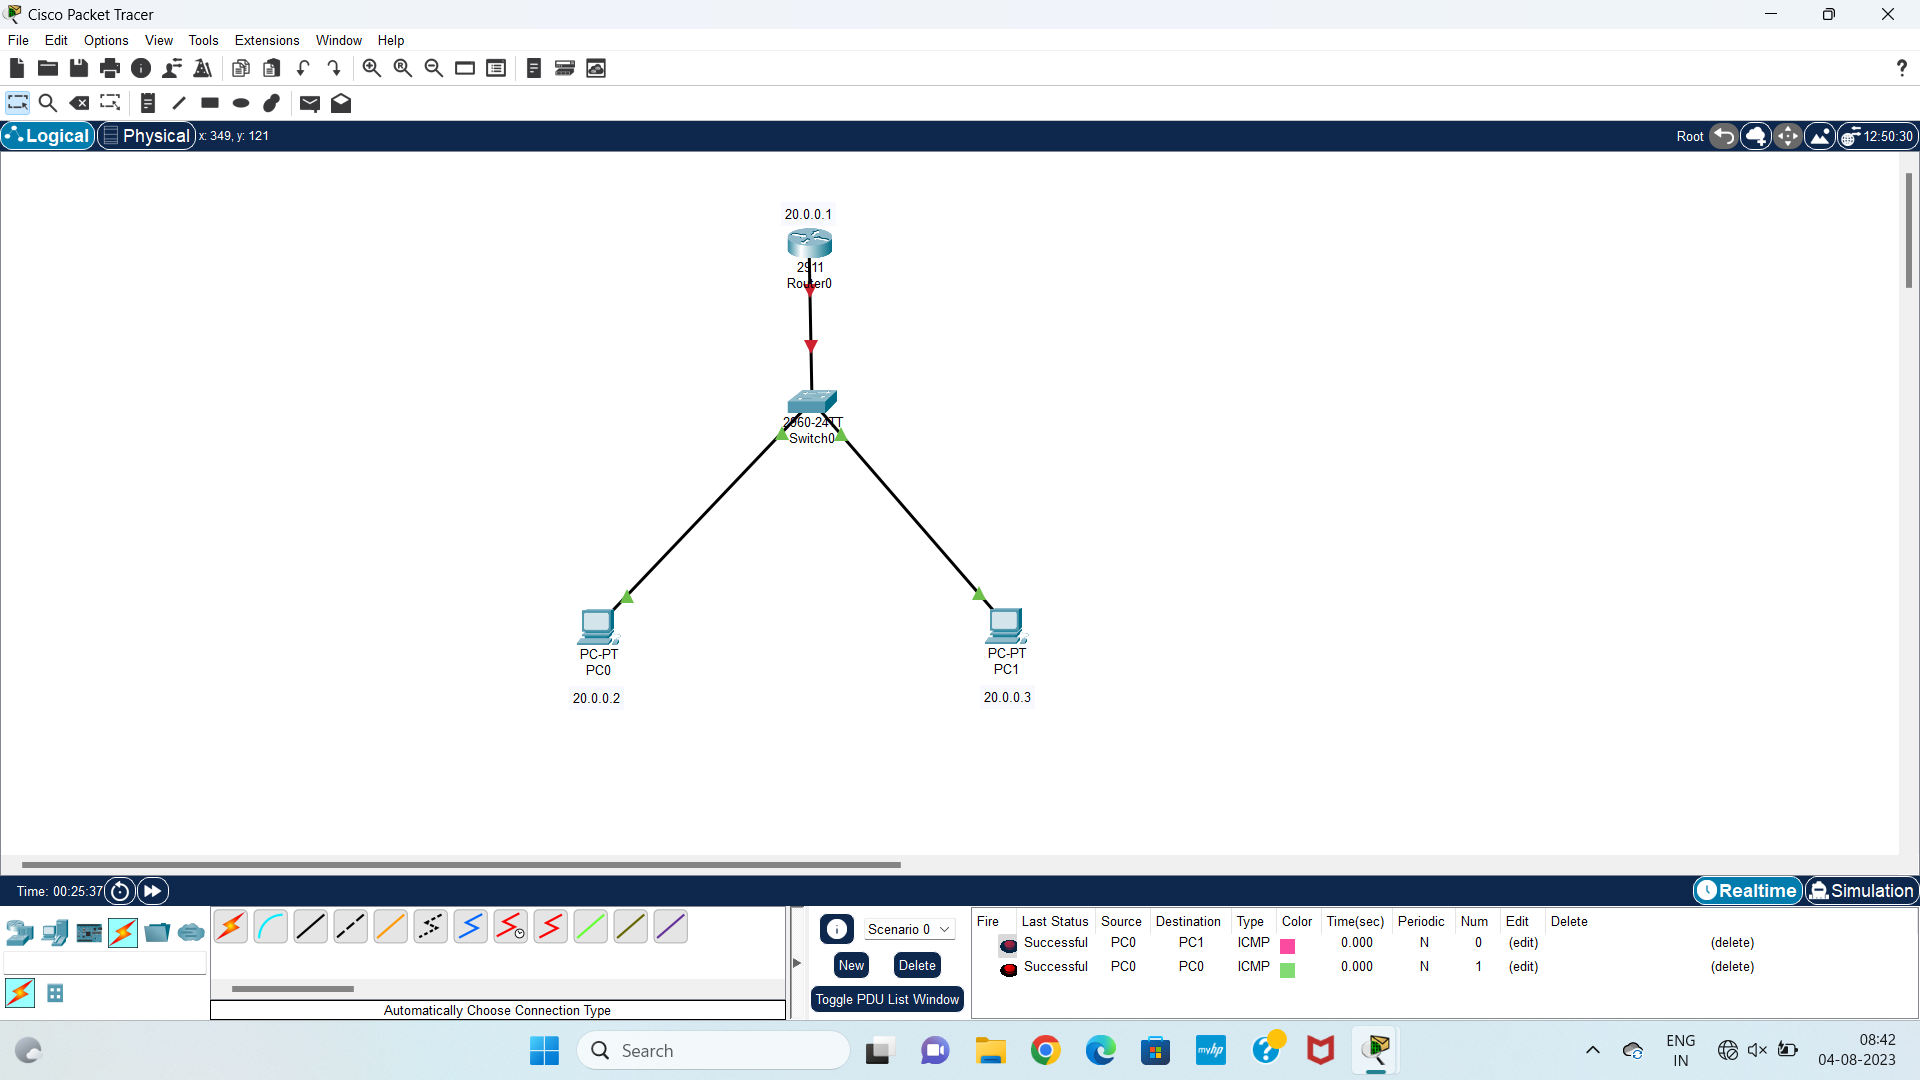 Cisco Packet Tracer
File Edit Options View Tools Extensions Window Help
?
Logical Physical x: 349, y: 121 Root 12:50:30
20.0.0.1
2911
Router0
2960-24TT
Switch0
PC-PT
PC0
20.0.0.2
PC-PT
PC1
20.0.0.3
Time: 00:25:37 Realtime Simulation
Scenario 0
New Delete
Toggle PDU List Window
Automatically Choose Connection Type
Fire Last Status Source Destination Type Color Time(sec) Periodic Num Edit Delete
Successful PC0 PC1 ICMP 0.000 N 0 (edit) (delete)
Successful PC0 PC0 ICMP 0.000 N 1 (edit) (delete)
Search
myhp
ENG
IN
08:42
04-08-2023